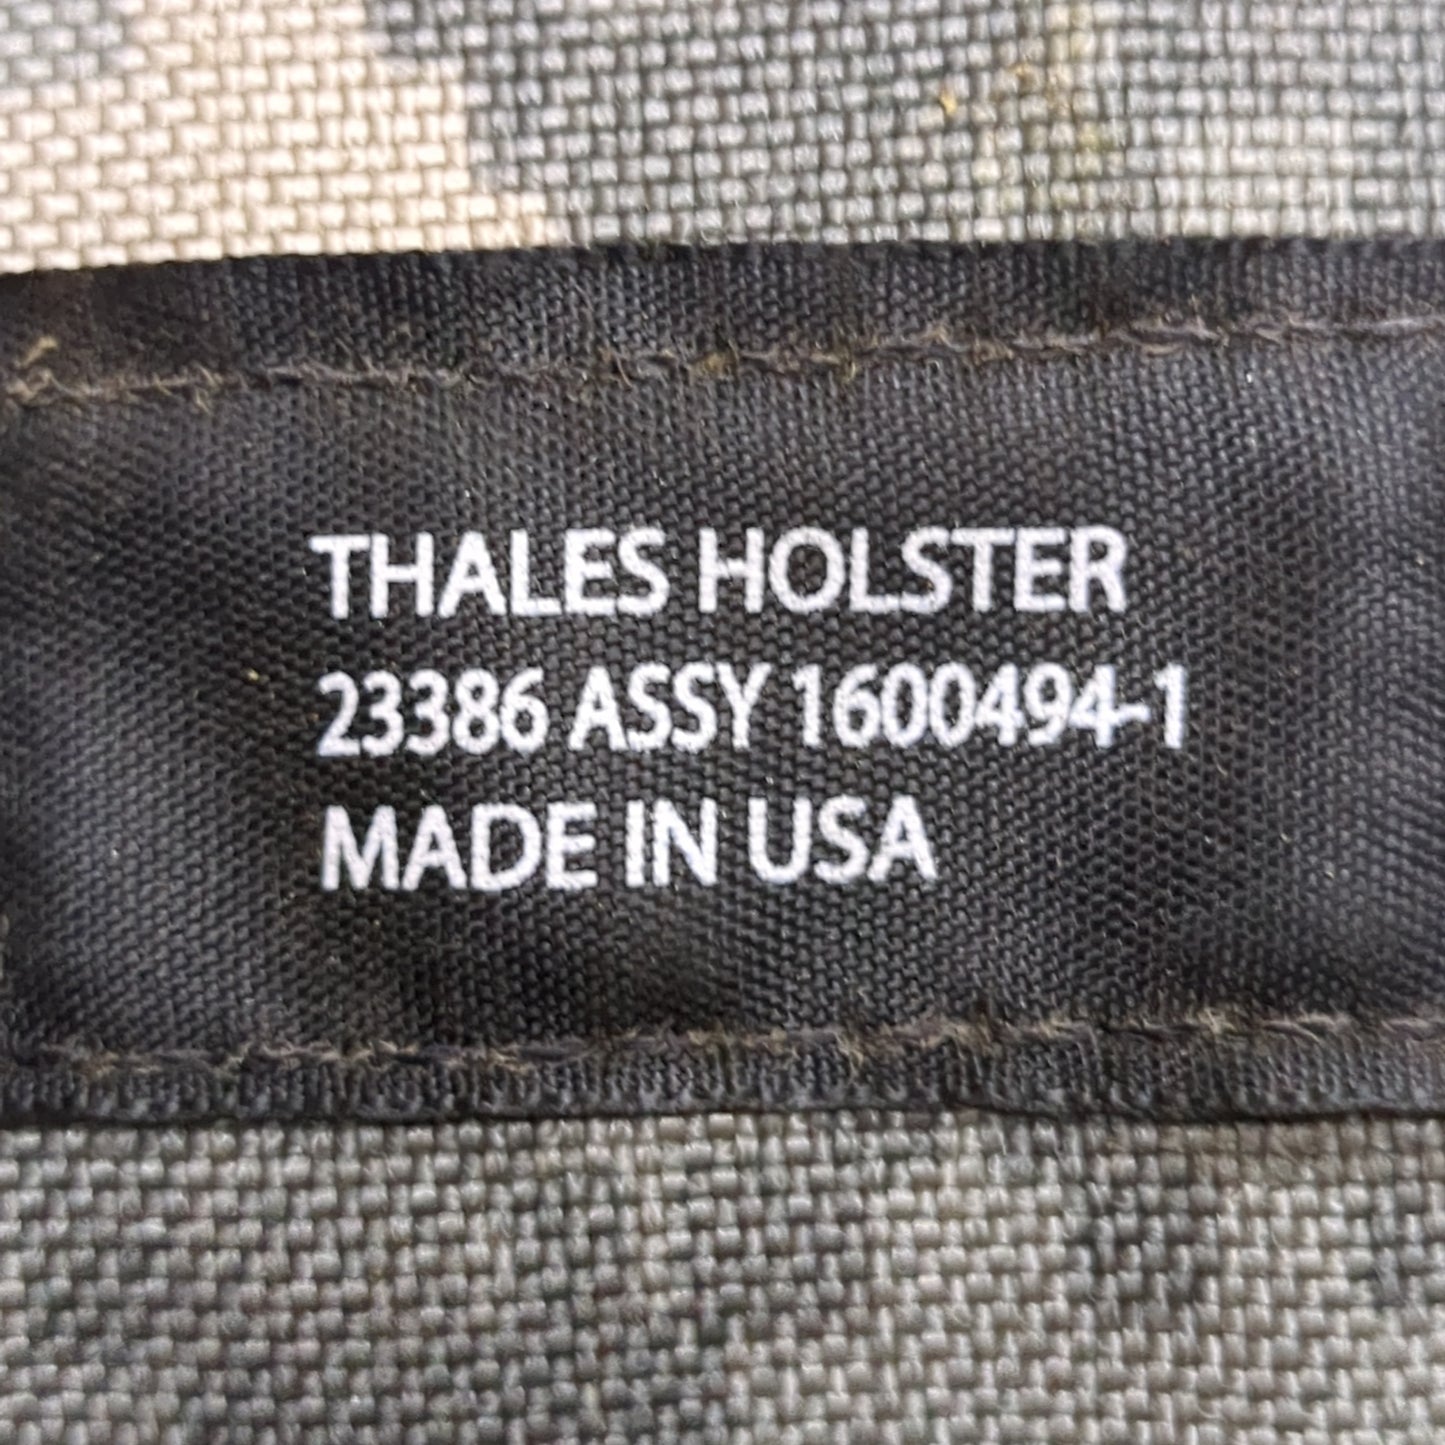 THALES HOLSTER
23386 ASSY 1600494-1
MADE IN USA